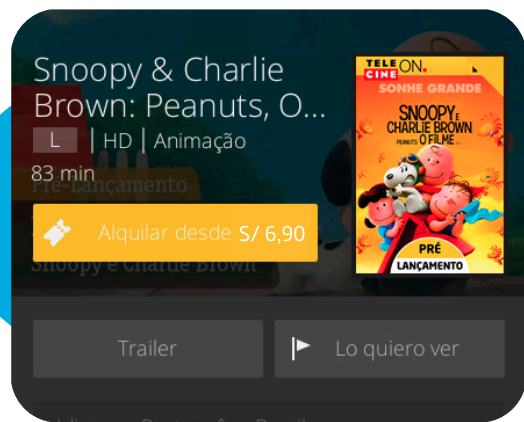 Snoopy & Charlie
Brown: Peanuts, O...
L | HD | Animação
83 min
Pré-Lançamento
Alquilar desde S/ 6,90
Snoopy e Charlie Brown
TELE ON.
CINE
SONHE GRANDE
SNOOPY E
CHARLIE BROWN
PEANUTS O FILME
PRÉ
LANÇAMENTO
Trailer
Lo quiero ver